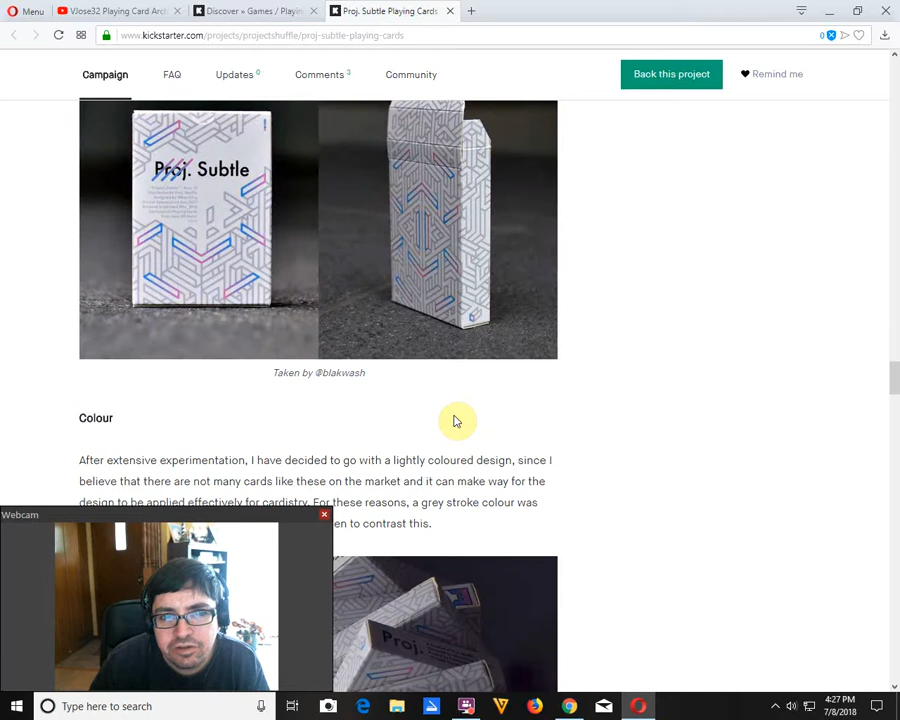 Menu
VJose32 Playing Card Arch
Discover » Games / Playin
Proj. Subtle Playing Cards
www.kickstarter.com/projects/projectshuffle/proj-subtle-playing-cards
0
Campaign
FAQ
Updates 0
Comments 3
Community
Back this project
Remind me
Proj. Subtle
Taken by @blakwash
Colour
After extensive experimentation, I have decided to go with a lightly coloured design, since I
believe that there are not many cards like these on the market and it can make way for the
design to be applied effectively for cardistry. For these reasons, a grey stroke colour was
en to contrast this.
Webcam
Proj.
Type here to search
4:27 PM
7/8/2018